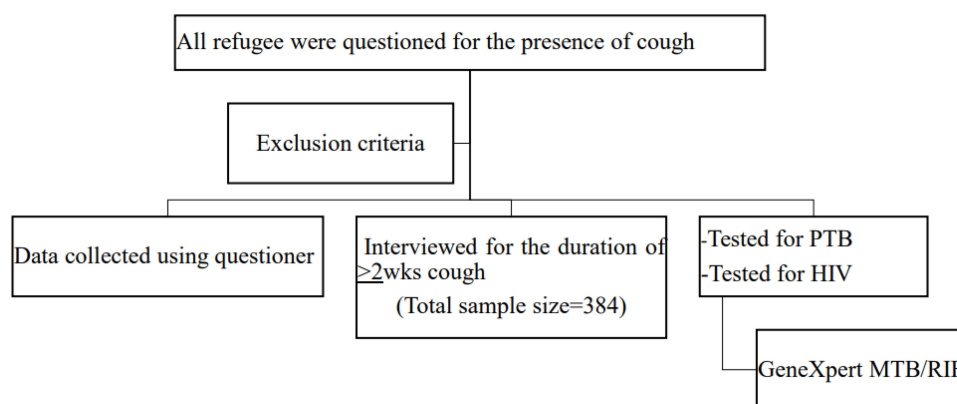 All refugee were questioned for the presence of cough
Exclusion criteria
Data collected using questioner
Interviewed for the duration of
>2wks cough
(Total sample size=384)
-Tested for PTB
-Tested for HIV
GeneXpert MTB/RIF